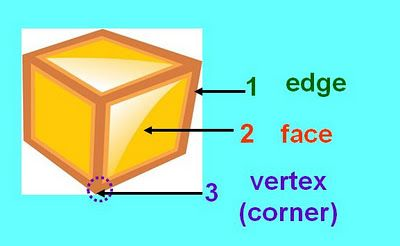 1 edge
2 face
3 vertex
(corner)